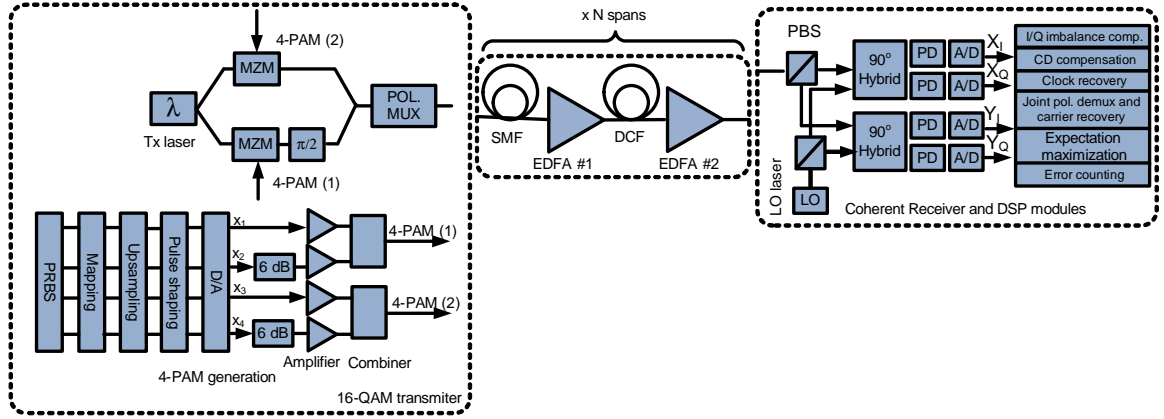 4-PAM (2)
MZM
λ
Tx laser
POL.
MUX
MZM
π/2
4-PAM (1)
PRBS
Mapping
Upsampling
Pulse shaping
D/A
x1
x2
x3
x4
6 dB
6 dB
4-PAM (1)
4-PAM (2)
Amplifier
Combiner
4-PAM generation
16-QAM transmiter
x N spans
SMF
EDFA #1
DCF
EDFA #2
PBS
90o
Hybrid
PD
A/D
XI
PD
A/D
XQ
90o
Hybrid
PD
A/D
YI
PD
A/D
YQ
LO laser
LO
I/Q imbalance comp.
CD compensation
Clock recovery
Joint pol. demux and
carrier recovery
Expectation
maximization
Error counting
Coherent Receiver and DSP modules